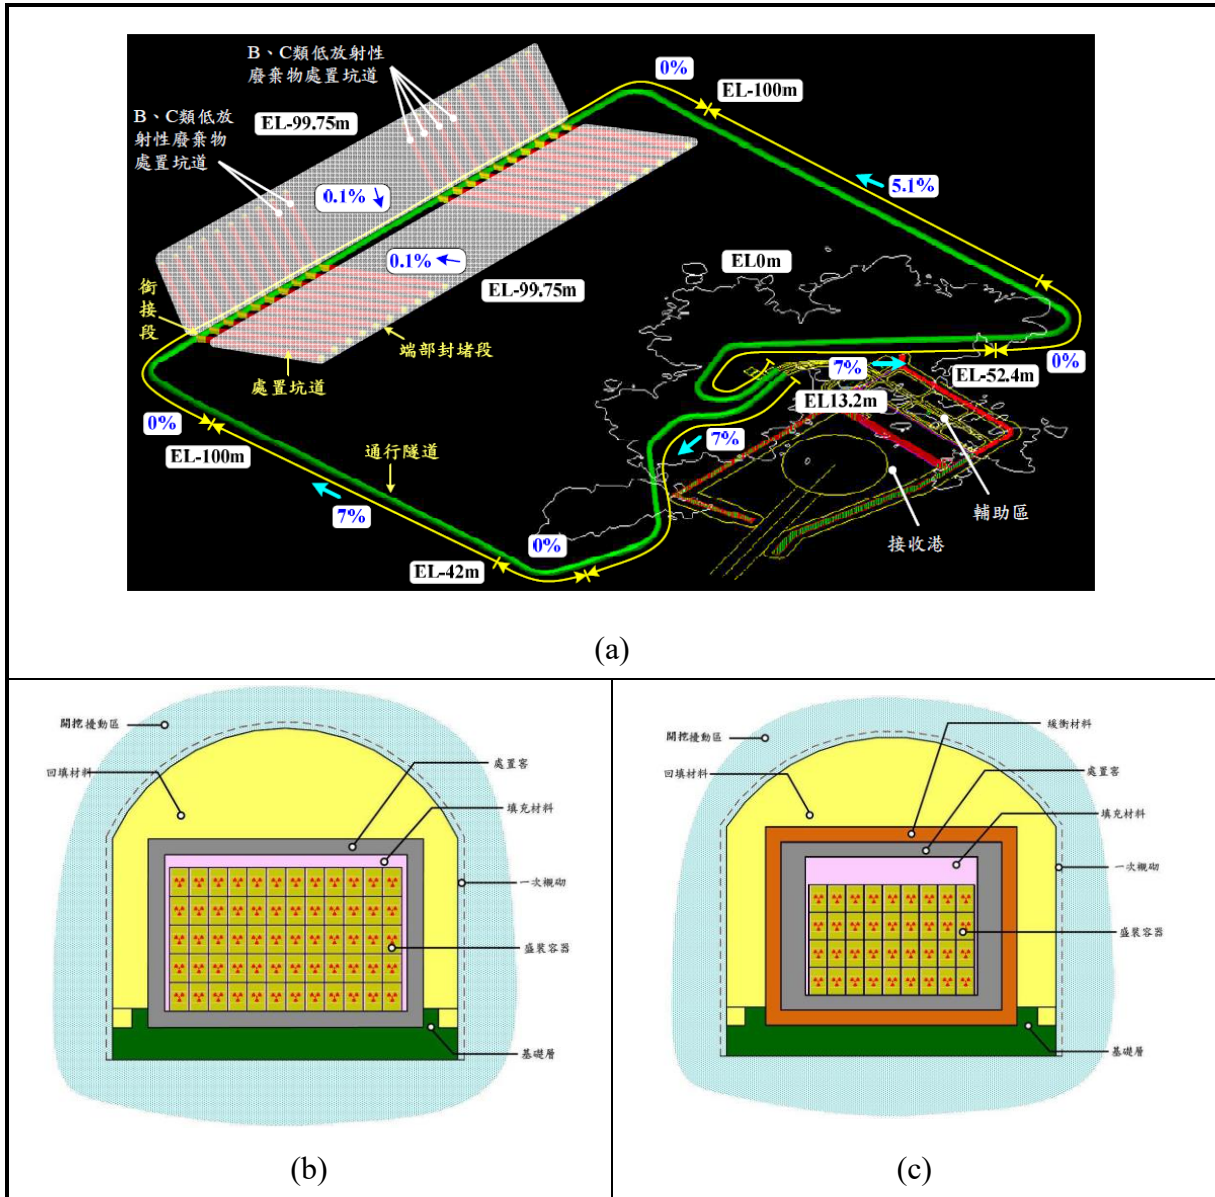 B、C類低放射性
廢棄物處置坑道
0%
EL-100m
B、C類低放
射性廢棄物
處置坑道
EL-99.75m
5.1%
0.1%
0.1%
EL0m
EL-99.75m
銜
接
段
端部封堵段
處置坑道
7%
EL-52.4m
0%
EL13.2m
0%
EL-100m
7%
通行隧道
7%
輔助區
接收港
0%
EL-42m
(a)
開挖擾動區
回填材料
處置窖
填充材料
一次襯砌
盛裝容器
基礎層
(b)
緩衝材料
開挖擾動區
處置窖
回填材料
填充材料
一次襯砌
盛裝容器
基礎層
(c)